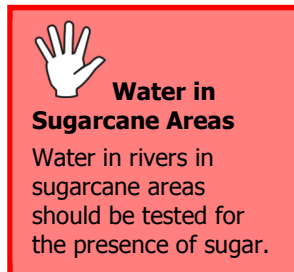 Water in
Sugarcane Areas
Water in rivers in
sugarcane areas
should be tested for
the presence of sugar.